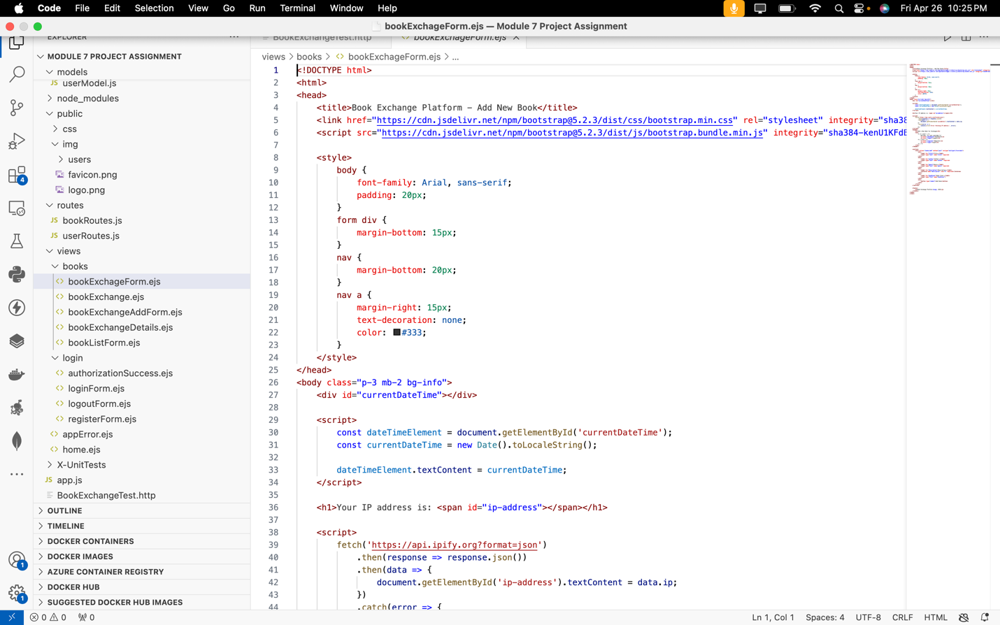 Code File Edit Selection View Go Run Terminal Window Help Fri Apr 26 10:25 PM
bookExchageForm.ejs — Module 7 Project Assignment
EXPLORER
BookExchangeTest.http
bookExchageForm.ejs
MODULE 7 PROJECT ASSIGNMENT
models
JS userModel.js
node_modules
public
css
img
users
favicon.png
logo.png
routes
JS bookRoutes.js
JS userRoutes.js
views
books
<> bookExchageForm.ejs
<> bookExchange.ejs
<> bookExchangeAddForm.ejs
<> bookExchangeDetails.ejs
<> bookListForm.ejs
login
<> authorizationSuccess.ejs
<> loginForm.ejs
<> logoutForm.ejs
<> registerForm.ejs
<> appError.ejs
<> home.ejs
X-UnitTests
JS app.js
BookExchangeTest.http
OUTLINE
TIMELINE
DOCKER CONTAINERS
DOCKER IMAGES
AZURE CONTAINER REGISTRY
DOCKER HUB
SUGGESTED DOCKER HUB IMAGES
4
1
1
views > books > <> bookExchageForm.ejs > ...
1 <!DOCTYPE html>
2 <html>
3 <head>
4 <title>Book Exchange Platform - Add New Book</title>
5 <link href="https://cdn.jsdelivr.net/npm/bootstrap@5.2.3/dist/css/bootstrap.min.css" rel="stylesheet" integrity="sha38
6 <script src="https://cdn.jsdelivr.net/npm/bootstrap@5.2.3/dist/js/bootstrap.bundle.min.js" integrity="sha384-kenU1KFdB
7
8 <style>
9 body {
10 font-family: Arial, sans-serif;
11 padding: 20px;
12 }
13 form div {
14 margin-bottom: 15px;
15 }
16 nav {
17 margin-bottom: 20px;
18 }
19 nav a {
20 margin-right: 15px;
21 text-decoration: none;
22 color: #333;
23 }
24 </style>
25 </head>
26 <body class="p-3 mb-2 bg-info">
27 <div id="currentDateTime"></div>
28
29 <script>
30 const dateTimeElement = document.getElementById('currentDateTime');
31 const currentDateTime = new Date().toLocaleString();
32
33 dateTimeElement.textContent = currentDateTime;
34 </script>
35
36 <h1>Your IP address is: <span id="ip-address"></span></h1>
37
38 <script>
39 fetch('https://api.ipify.org?format=json')
40 .then(response => response.json())
41 .then(data => {
42 document.getElementById('ip-address').textContent = data.ip;
43 })
44 .catch(error => {
0 0 0 Ln 1, Col 1 Spaces: 4 UTF-8 CRLF HTML